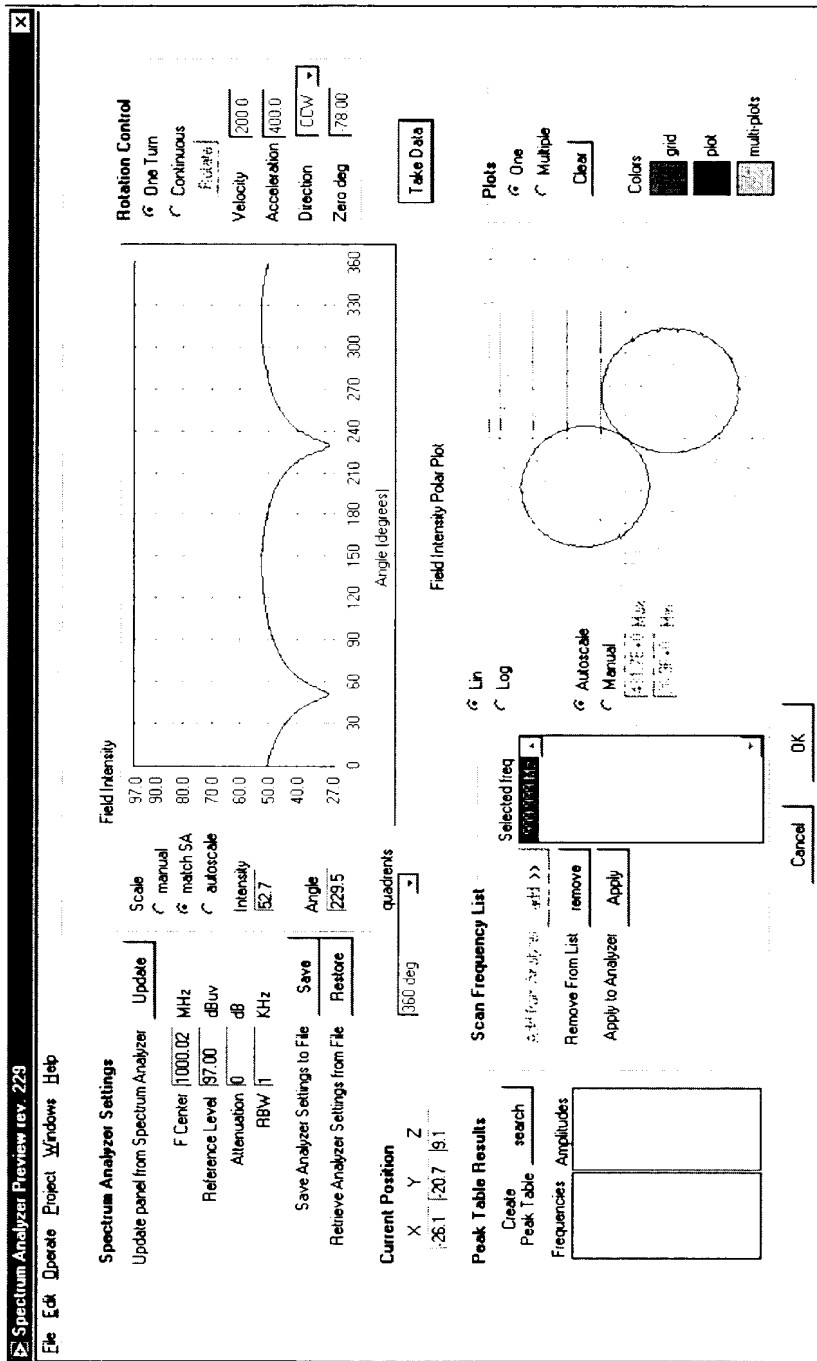 Spectrum Analyzer Preview rev. 229
File Edit Operate Project Windows Help
Spectrum Analyzer Settings
Update panel from Spectrum Analyzer Update
F Center 1000.02 MHz
Reference Level 97.00 dBuv
Attenuation 0 dB
RBW 1 KHz
Save Analyzer Settings to File Save
Retrieve Analyzer Settings from File Restore
Current Position
X Y Z
-26.1 -20.7 9.1
360 deg
quadrents
Scale
manual
match SA
autoscale
Intensity
52.7
Angle
229.5
Field Intensity
97.0
90.0
80.0
70.0
60.0
50.0
40.0
27.0
0 30 60 90 120 150 180 210 240 270 300 330 360
Angle (degrees)
Rotation Control
One Turn
Continuous
Rotate
Velocity 200.0
Acceleration 400.0
Direction CCW
Zero deg -78.00
Take Data
Peak Table Results
Create
Peak Table search
Frequencies Amplitudes
Scan Frequency List
Add from Analyzer add >>
Remove From List remove
Apply to Analyzer Apply
Selected freq
Lin
Log
Autoscale
Manual
Max
Min
Field Intensity Polar Plot
Plots
One
Multiple
Clear
Colors
grid
plot
multi-plots
Cancel OK